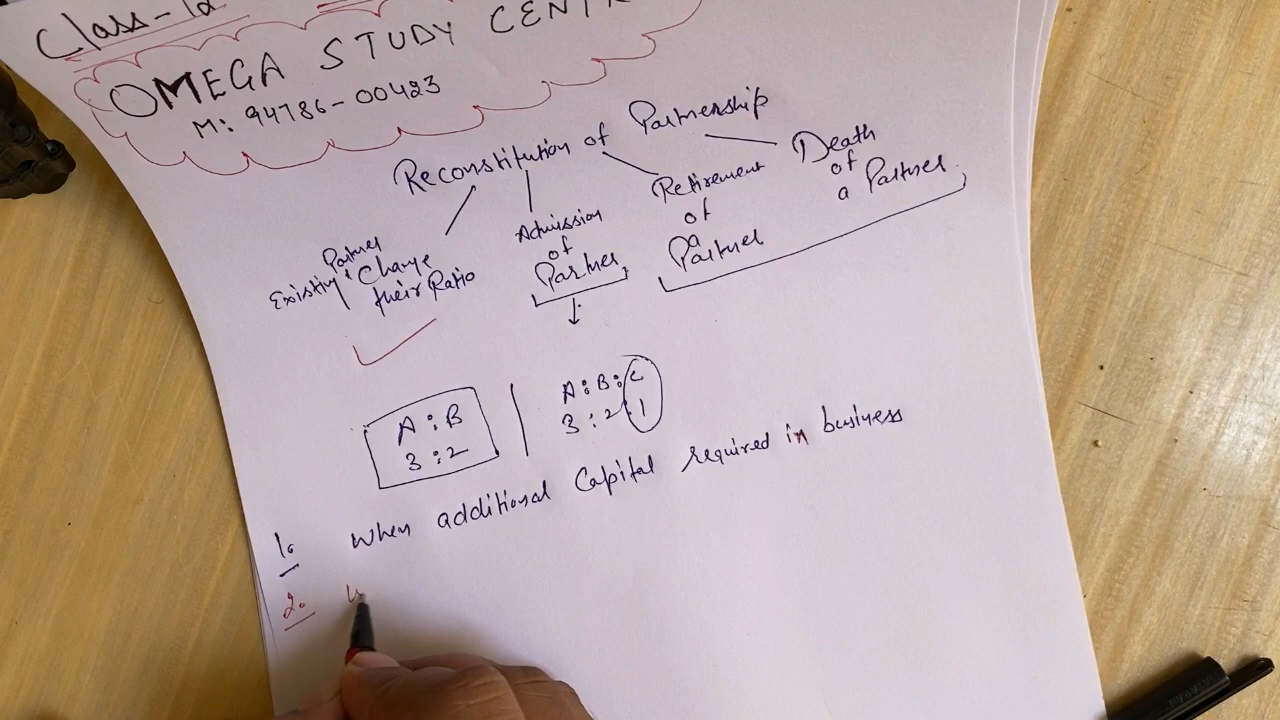 Class-12
OMEGA STUDY CENTR
M: 94786-00423
Reconstitution of Partnership
Existing Partner Change their Ratio
Admission of Partner
Retirement of a Partner
Death of a Partner
A:B
3:2
A:B:C
3:2:1
1. When additional Capital required in business
2.